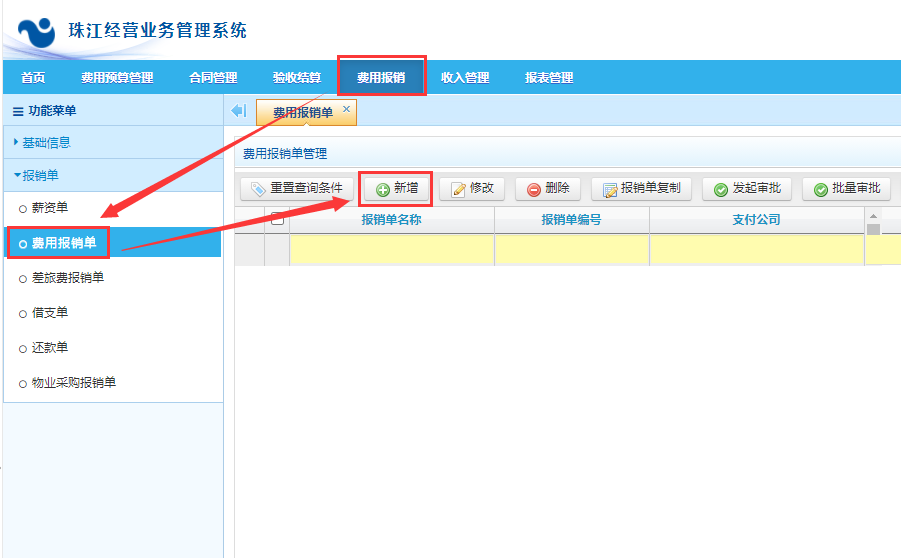 珠江经营业务管理系统
首页 费用预算管理 合同管理 验收结算 费用报销 收入管理 报表管理
功能菜单
费用报销单
基础信息
费用报销单管理
报销单
重置查询条件 新增 修改 删除 报销单复制 发起审批 批量审批
薪资单
报销单名称 报销单编号 支付公司
费用报销单
差旅费报销单
借支单
还款单
物业采购报销单